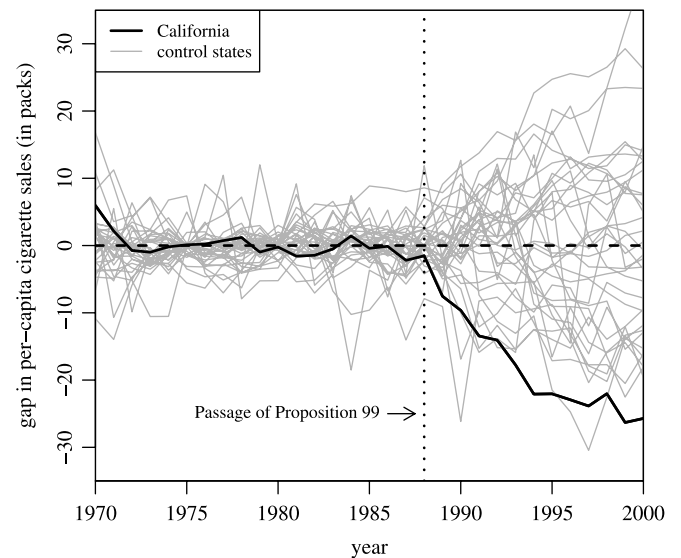 California
control states
gap in per−capita cigarette sales (in packs)
30
20
10
0
−10
−20
−30
Passage of Proposition 99
1970 1975 1980 1985 1990 1995 2000
year